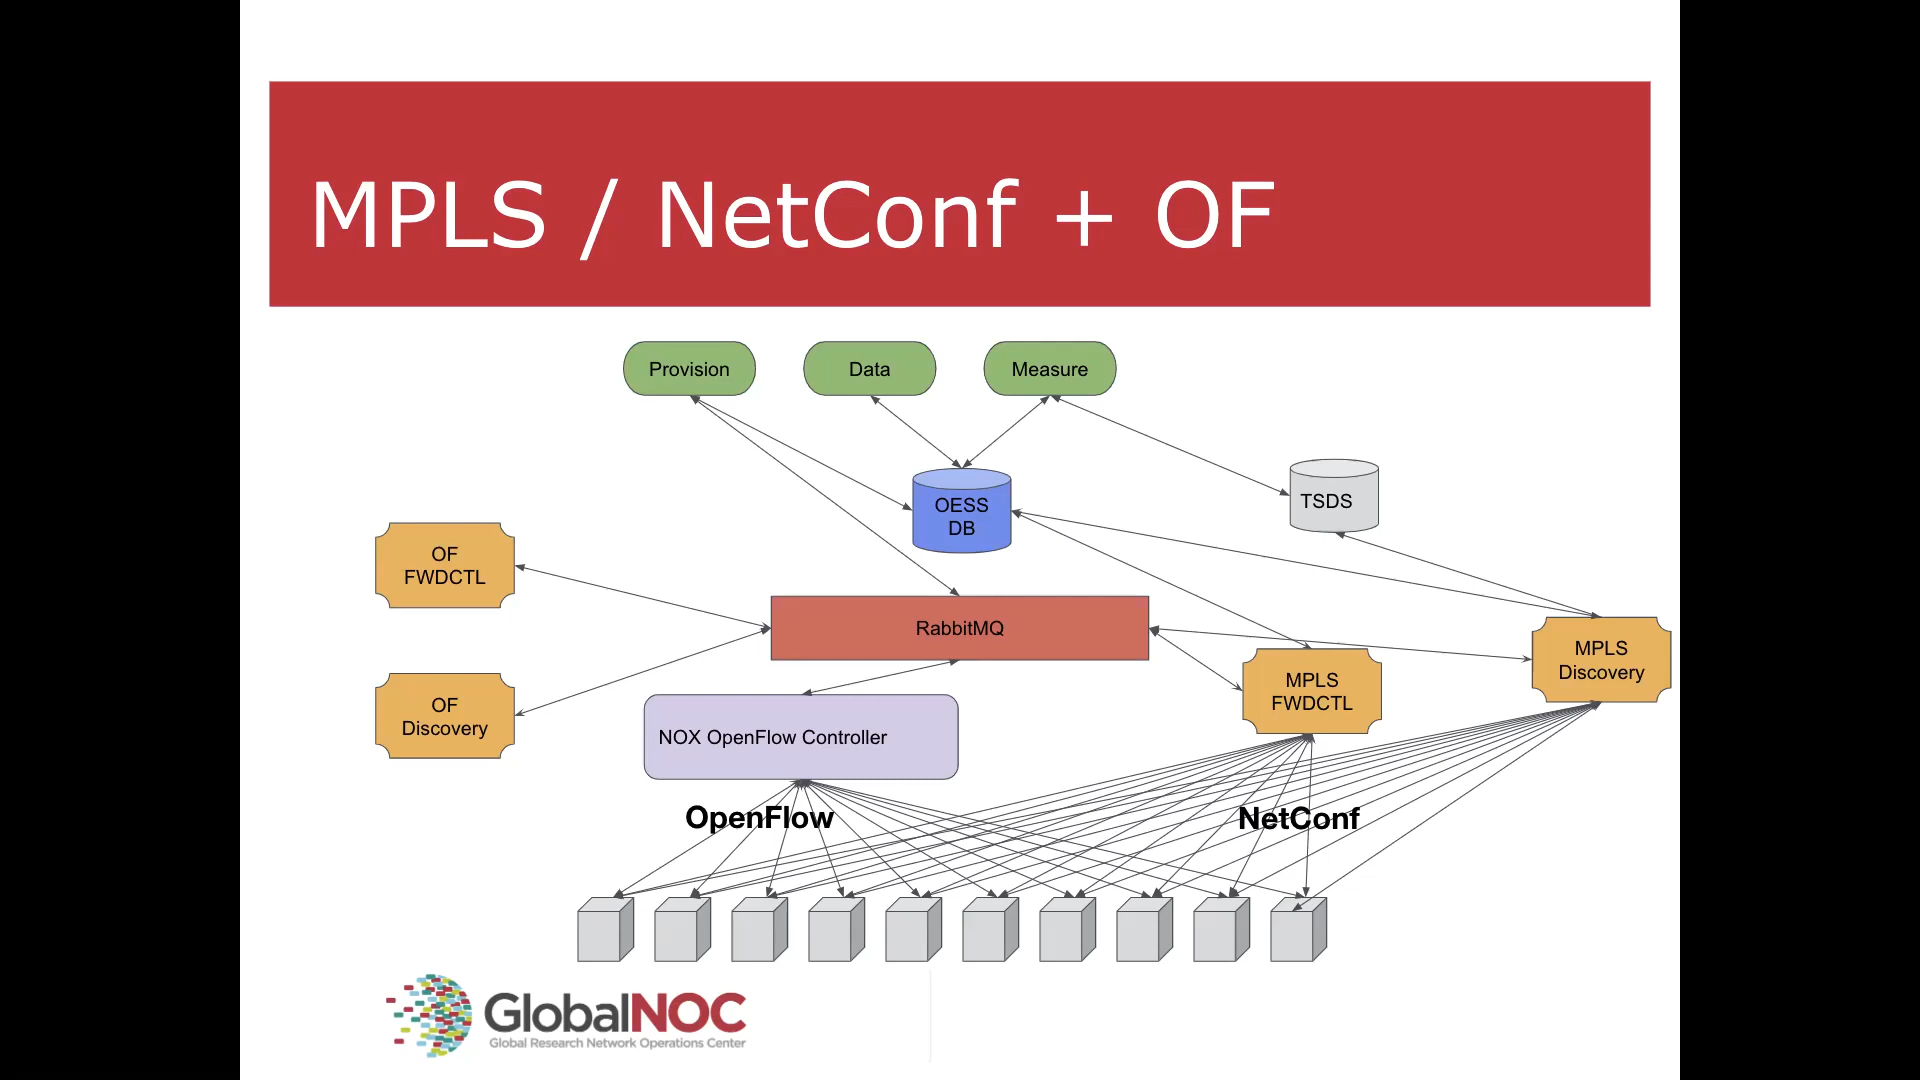 MPLS / NetConf + OF
Provision
Data
Measure
OESS
DB
TSDS
OF
FWDCTL
RabbitMQ
MPLS
Discovery
MPLS
FWDCTL
OF
Discovery
NOX OpenFlow Controller
OpenFlow
NetConf
GlobalNOC
Global Research Network Operations Center